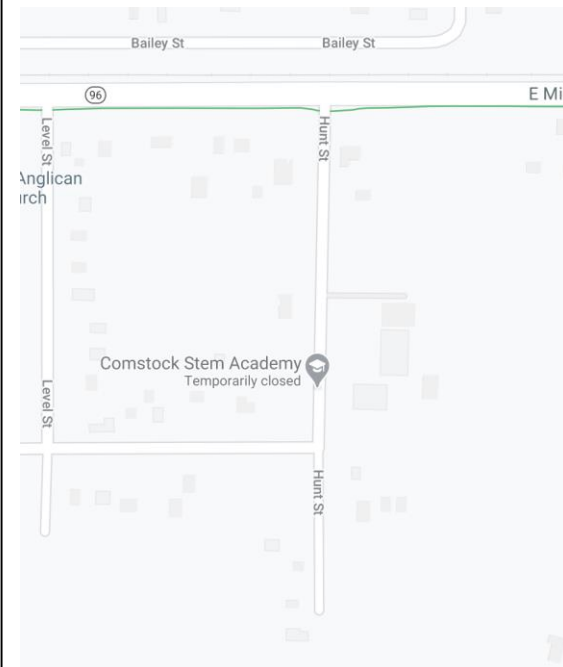 Bailey St
Bailey St
96
E Mi
Level St
Hunt St
Anglican
urch
Comstock Stem Academy
Temporarily closed
Level St
Hunt St